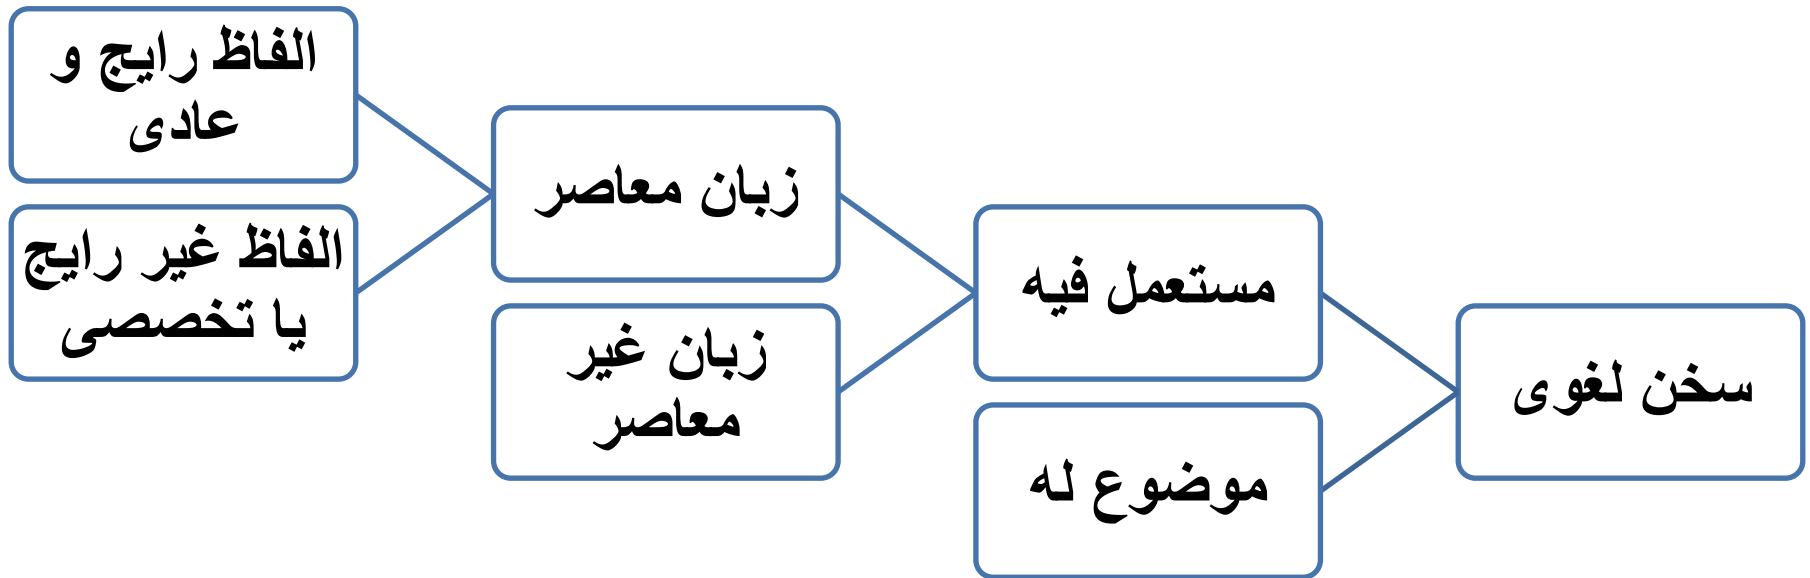 سخن لغوی
مستعمل فیه
زبان معاصر
الفاظ رایج و
عادی
الفاظ غیر رایج
یا تخصصی
زبان غیر
معاصر
موضوع له